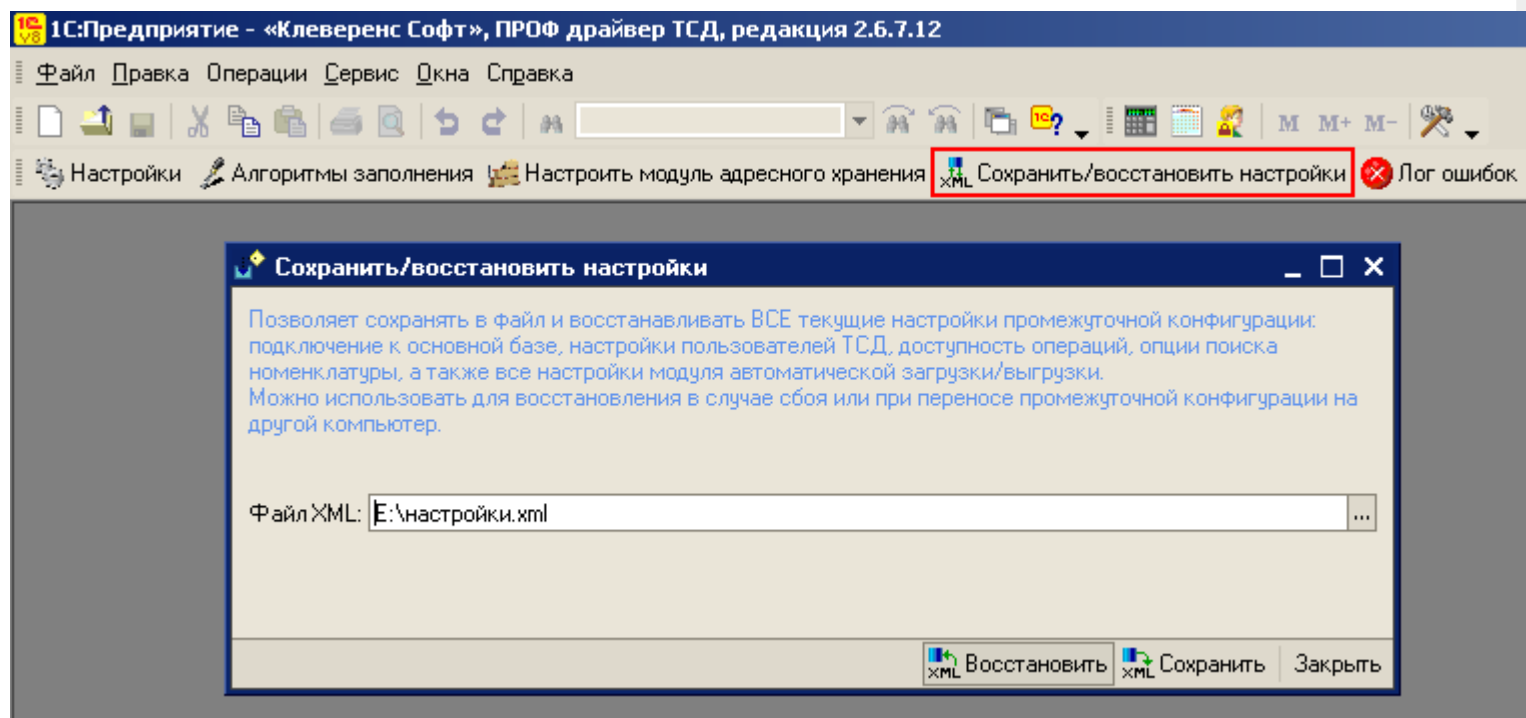 1С:Предприятие - «Клеверенс Софт», ПРОФ драйвер ТСД, редакция 2.6.7.12
Файл Правка Операции Сервис Окна Справка
M M+ M-
Настройки Алгоритмы заполнения Настроить модуль адресного хранения XML Сохранить/восстановить настройки Лог ошибок
Сохранить/восстановить настройки
Позволяет сохранять в файл и восстанавливать ВСЕ текущие настройки промежуточной конфигурации:
подключение к основной базе, настройки пользователей ТСД, доступность операций, опции поиска
номенклатуры, а также все настройки модуля автоматической загрузки/выгрузки.
Можно использовать для восстановления в случае сбоя или при переносе промежуточной конфигурации на
другой компьютер.
Файл XML: E:\настройки.xml ...
XML Восстановить XML Сохранить Закрыть